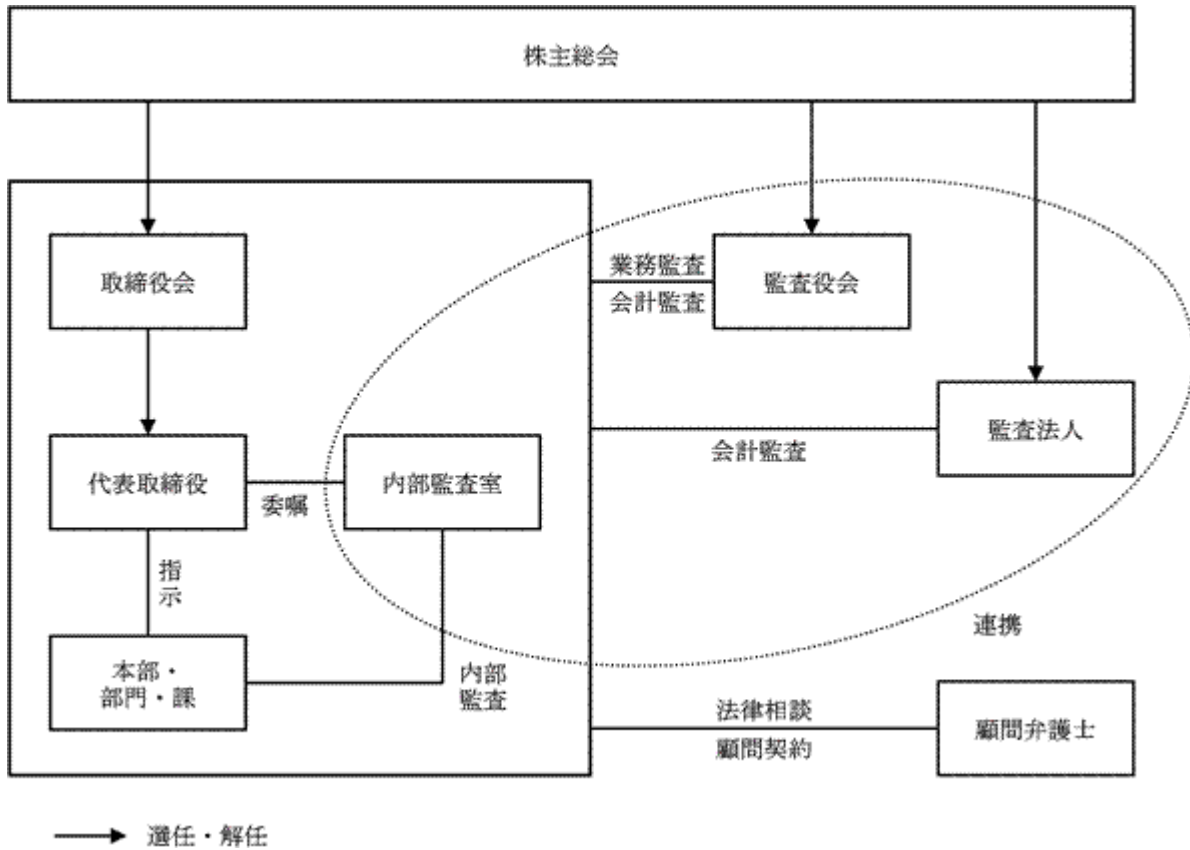 株主総会
取締役会
業務監査
会計監査
監査役会
監査法人
会計監査
代表取締役
委嘱
内部監査室
指
示
連携
本部・
部門・課
内部
監査
法律相談
顧問契約
顧問弁護士
選任・解任